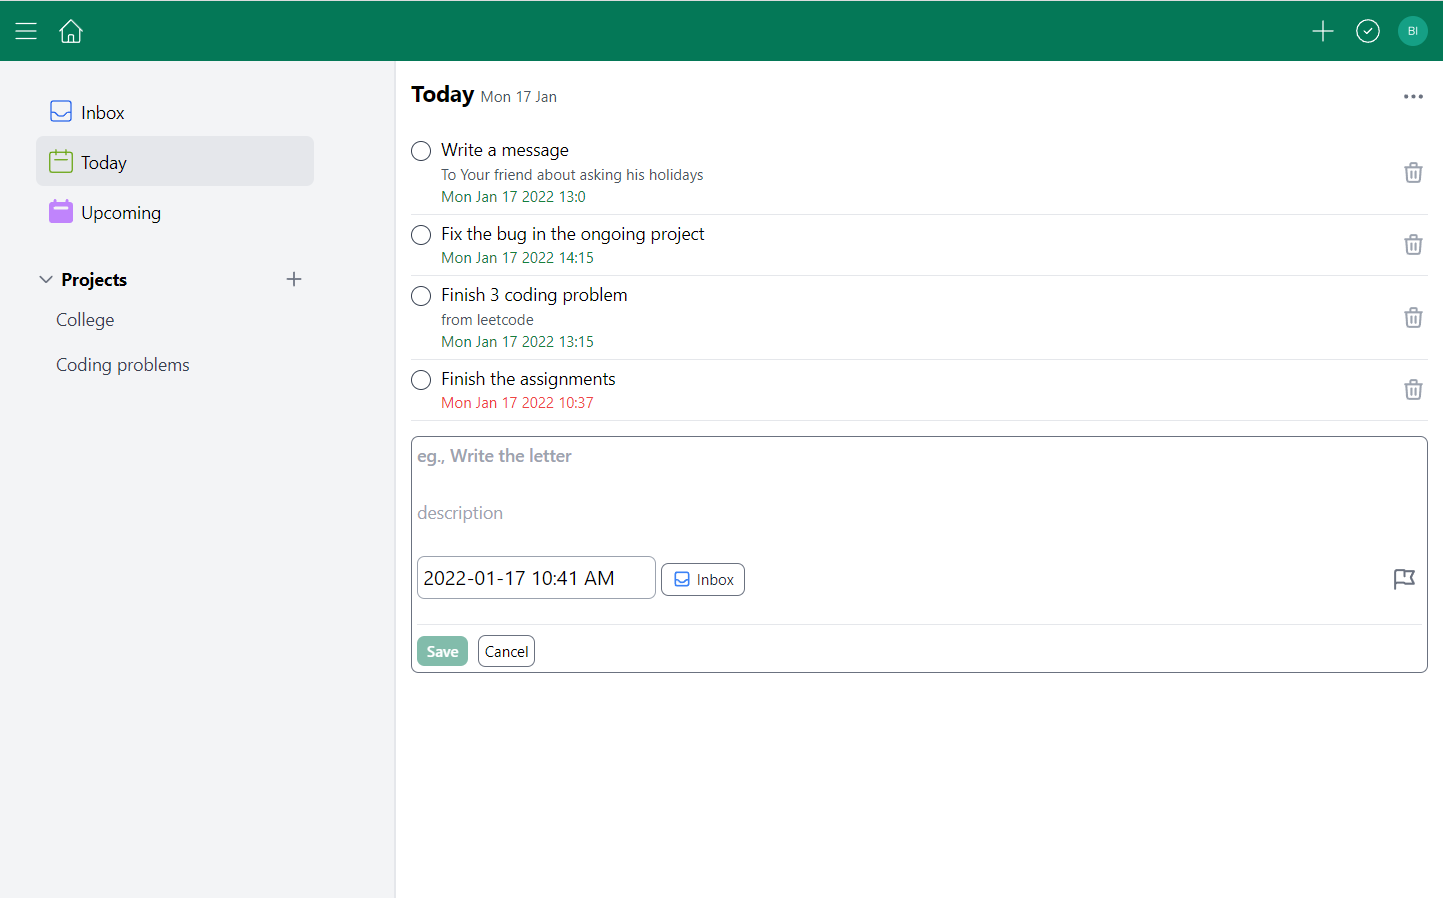 BI
Inbox
Today
Upcoming
Projects
College
Coding problems
Today Mon 17 Jan
Write a message
To Your friend about asking his holidays
Mon Jan 17 2022 13:0
Fix the bug in the ongoing project
Mon Jan 17 2022 14:15
Finish 3 coding problem
from leetcode
Mon Jan 17 2022 13:15
Finish the assignments
Mon Jan 17 2022 10:37
eg., Write the letter
description
2022-01-17 10:41 AM Inbox
Save Cancel